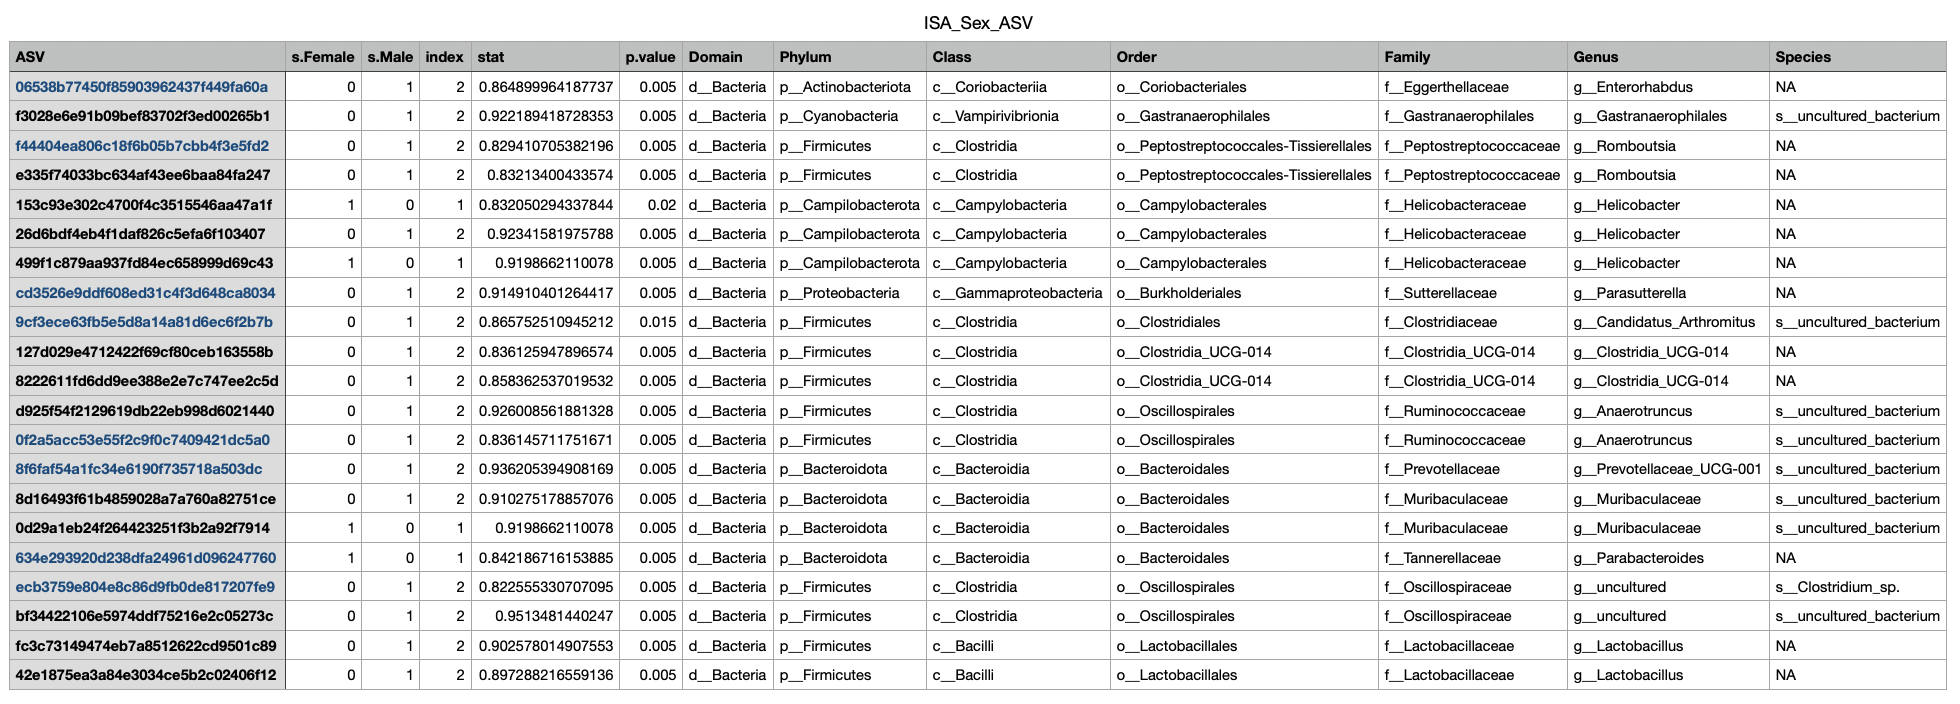 ISA_Sex_ASV
ASV s.Female s.Male index stat p.value Domain Phylum Class Order Family Genus Species
06538b77450f85903962437f449fa60a 0 1 2 0.864899964187737 0.005 d__Bacteria p__Actinobacteriota c__Coriobacteriia o__Coriobacteriales f__Eggerthellaceae g__Enterorhabdus NA
f3028e6e91b09bef83702f3ed00265b1 0 1 2 0.922189418728353 0.005 d__Bacteria p__Cyanobacteria c__Vampirivibrionia o__Gastranaerophilales f__Gastranaerophilales g__Gastranaerophilales s__uncultured_bacterium
f44404ea806c18f6b05b7cbb4f3e5fd2 0 1 2 0.829410705382196 0.005 d__Bacteria p__Firmicutes c__Clostridia o__Peptostreptococcales-Tissierellales f__Peptostreptococcaceae g__Romboutsia NA
e335f74033bc634af43ee6baa84fa247 0 1 2 0.83213400433574 0.005 d__Bacteria p__Firmicutes c__Clostridia o__Peptostreptococcales-Tissierellales f__Peptostreptococcaceae g__Romboutsia NA
153c93e302c4700f4c3515546aa47a1f 1 0 1 0.832050294337844 0.02 d__Bacteria p__Campilobacterota c__Campylobacteria o__Campylobacterales f__Helicobacteraceae g__Helicobacter NA
26d6bdf4eb4f1daf826c5efa6f103407 0 1 2 0.92341581975788 0.005 d__Bacteria p__Campilobacterota c__Campylobacteria o__Campylobacterales f__Helicobacteraceae g__Helicobacter NA
499f1c879aa937fd84ec658999d69c43 1 0 1 0.9198662110078 0.005 d__Bacteria p__Campilobacterota c__Campylobacteria o__Campylobacterales f__Helicobacteraceae g__Helicobacter NA
cd3526e9ddf608ed31c4f3d648ca8034 0 1 2 0.914910401264417 0.005 d__Bacteria p__Proteobacteria c__Gammaproteobacteria o__Burkholderiales f__Sutterellaceae g__Parasutterella NA
9cf3ece63fb5e5d8a14a81d6ec6f2b7b 0 1 2 0.865752510945212 0.015 d__Bacteria p__Firmicutes c__Clostridia o__Clostridiales f__Clostridiaceae g__Candidatus_Arthromitus s__uncultured_bacterium
127d029e4712422f69cf80ceb163558b 0 1 2 0.836125947896574 0.005 d__Bacteria p__Firmicutes c__Clostridia o__Clostridia_UCG-014 f__Clostridia_UCG-014 g__Clostridia_UCG-014 NA
8222611fd6dd9ee388e2e7c747ee2c5d 0 1 2 0.858362537019532 0.005 d__Bacteria p__Firmicutes c__Clostridia o__Clostridia_UCG-014 f__Clostridia_UCG-014 g__Clostridia_UCG-014 NA
d925f54f2129619db22eb998d6021440 0 1 2 0.926008561881328 0.005 d__Bacteria p__Firmicutes c__Clostridia o__Oscillospirales f__Ruminococcaceae g__Anaerotruncus s__uncultured_bacterium
0f2a5acc53e55f2c9f0c7409421dc5a0 0 1 2 0.836145711751671 0.005 d__Bacteria p__Firmicutes c__Clostridia o__Oscillospirales f__Ruminococcaceae g__Anaerotruncus s__uncultured_bacterium
8f6faf54a1fc34e6190f735718a503dc 0 1 2 0.936205394908169 0.005 d__Bacteria p__Bacteroidota c__Bacteroidia o__Bacteroidales f__Prevotellaceae g__Prevotellaceae_UCG-001 s__uncultured_bacterium
8d16493f61b4859028a7a760a82751ce 0 1 2 0.910275178857076 0.005 d__Bacteria p__Bacteroidota c__Bacteroidia o__Bacteroidales f__Muribaculaceae g__Muribaculaceae s__uncultured_bacterium
0d29a1eb24f264423251f3b2a92f7914 1 0 1 0.9198662110078 0.005 d__Bacteria p__Bacteroidota c__Bacteroidia o__Bacteroidales f__Muribaculaceae g__Muribaculaceae s__uncultured_bacterium
634e293920d238dfa24961d096247760 1 0 1 0.842186716153885 0.005 d__Bacteria p__Bacteroidota c__Bacteroidia o__Bacteroidales f__Tannerellaceae g__Parabacteroides NA
ecb3759e804e8c86d9fb0de817207fe9 0 1 2 0.822555330707095 0.005 d__Bacteria p__Firmicutes c__Clostridia o__Oscillospirales f__Oscillospiraceae g__uncultured s__Clostridium_sp.
bf34422106e5974ddf75216e2c05273c 0 1 2 0.9513481440247 0.005 d__Bacteria p__Firmicutes c__Clostridia o__Oscillospirales f__Oscillospiraceae g__uncultured s__uncultured_bacterium
fc3c73149474eb7a8512622cd9501c89 0 1 2 0.902578014907553 0.005 d__Bacteria p__Firmicutes c__Bacilli o__Lactobacillales f__Lactobacillaceae g__Lactobacillus NA
42e1875ea3a84e3034ce5b2c02406f12 0 1 2 0.897288216559136 0.005 d__Bacteria p__Firmicutes c__Bacilli o__Lactobacillales f__Lactobacillaceae g__Lactobacillus NA